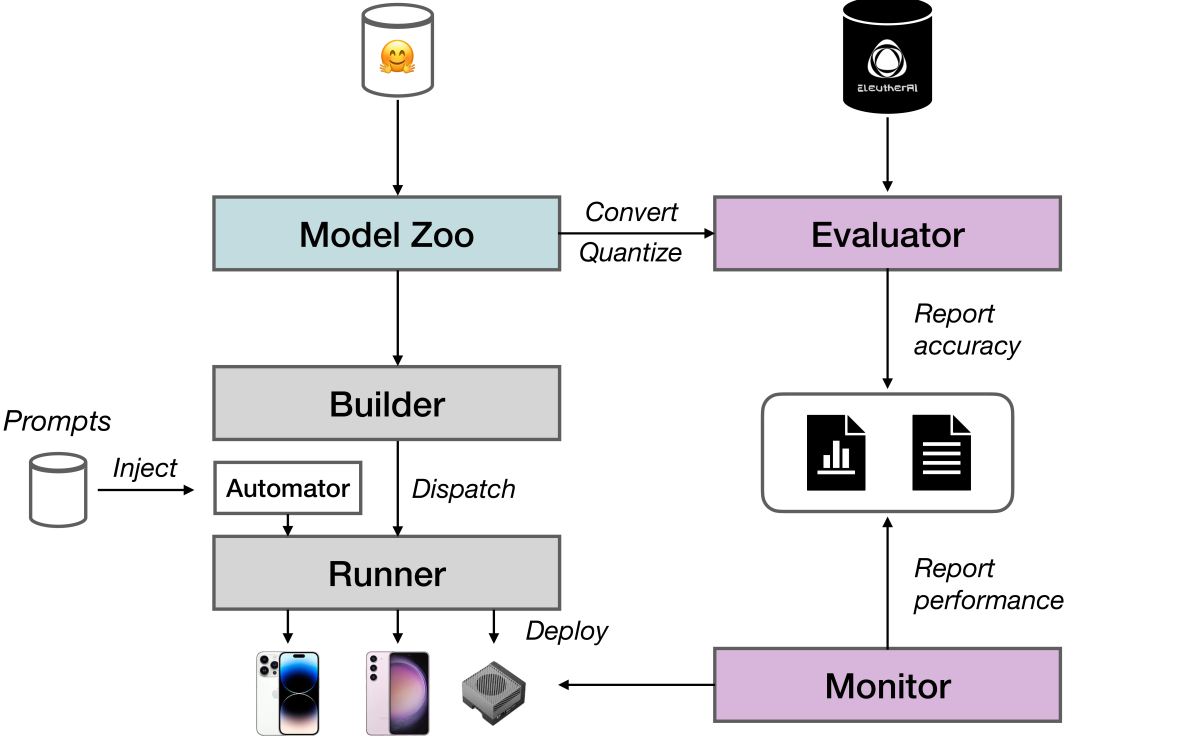 EleutherAI
Model Zoo
Convert
Quantize
Evaluator
Report
accuracy
Builder
Prompts
Inject
Automator
Dispatch
Runner
Report
performance
Deploy
Monitor